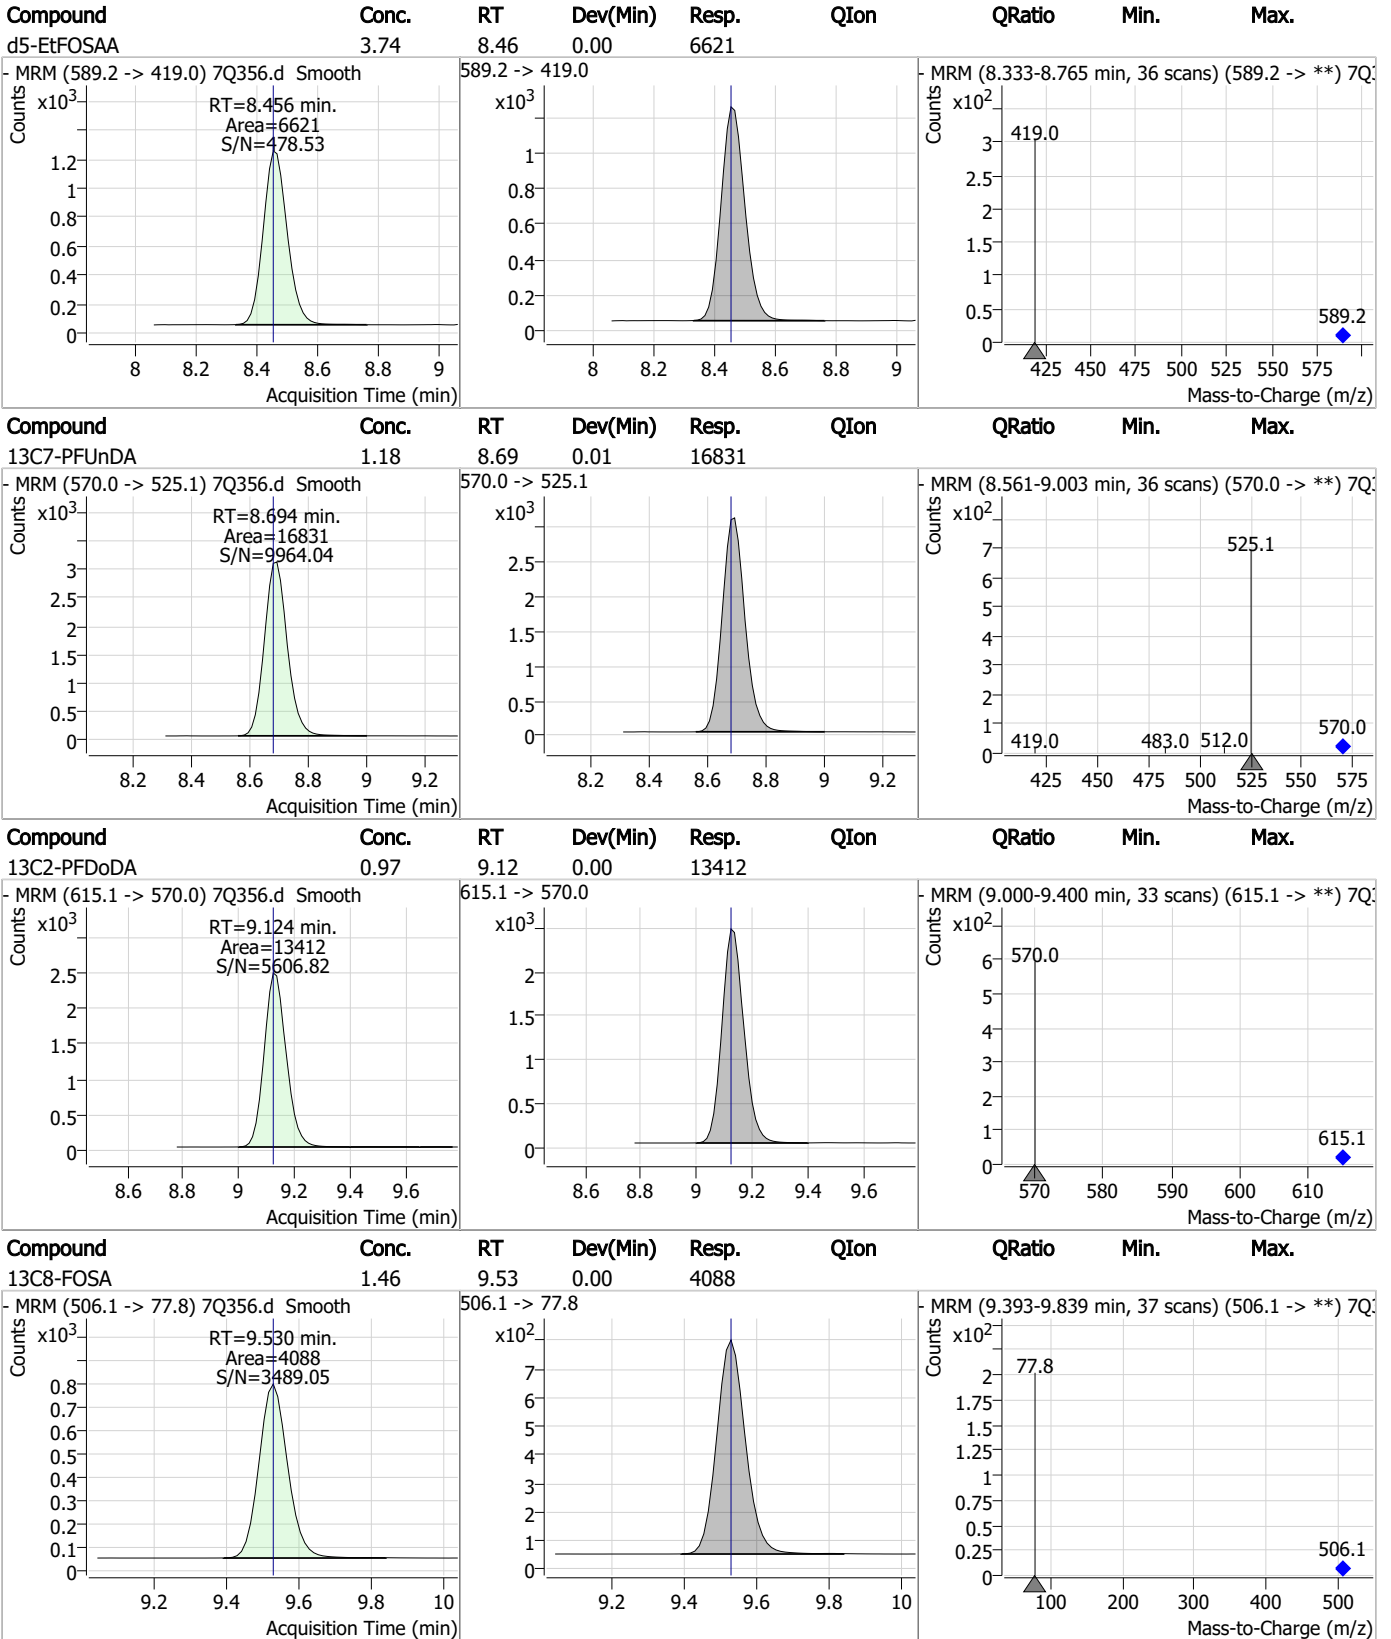 Compound Conc. RT Dev(Min) Resp. QIon QRatio Min. Max.
d5-EtFOSAA 3.74 8.46 0.00 6621
- MRM (589.2 -> 419.0) 7Q356.d Smooth
Counts
x10^3
RT=8.456 min.
Area=6621
S/N=478.53
1.2
1
0.8
0.6
0.4
0.2
0
8 8.2 8.4 8.6 8.8 9
Acquisition Time (min)
589.2 -> 419.0
x10^3
1
0.8
0.6
0.4
0.2
0
8 8.2 8.4 8.6 8.8 9
- MRM (8.333-8.765 min, 36 scans) (589.2 -> **) 7Q
Counts
x10^2
419.0
3
2.5
2
1.5
1
0.5
0
589.2
425 450 475 500 525 550 575
Mass-to-Charge (m/z)
Compound Conc. RT Dev(Min) Resp. QIon QRatio Min. Max.
13C7-PFUnDA 1.18 8.69 0.01 16831
- MRM (570.0 -> 525.1) 7Q356.d Smooth
Counts
x10^3
RT=8.694 min.
Area=16831
S/N=9964.04
3
2.5
2
1.5
1
0.5
0
8.2 8.4 8.6 8.8 9 9.2
Acquisition Time (min)
570.0 -> 525.1
x10^3
2.5
2
1.5
1
0.5
0
8.2 8.4 8.6 8.8 9 9.2
- MRM (8.561-9.003 min, 36 scans) (570.0 -> **) 7Q
Counts
x10^2
525.1
7
6
5
4
3
2
1
0
419.0 483.0 512.0 570.0
425 450 475 500 525 550 575
Mass-to-Charge (m/z)
Compound Conc. RT Dev(Min) Resp. QIon QRatio Min. Max.
13C2-PFDoDA 0.97 9.12 0.00 13412
- MRM (615.1 -> 570.0) 7Q356.d Smooth
Counts
x10^3
RT=9.124 min.
Area=13412
S/N=5606.82
2.5
2
1.5
1
0.5
0
8.6 8.8 9 9.2 9.4 9.6
Acquisition Time (min)
615.1 -> 570.0
x10^3
2
1.5
1
0.5
0
8.6 8.8 9 9.2 9.4 9.6
- MRM (9.000-9.400 min, 33 scans) (615.1 -> **) 7Q
Counts
x10^2
570.0
6
5
4
3
2
1
0
615.1
570 580 590 600 610
Mass-to-Charge (m/z)
Compound Conc. RT Dev(Min) Resp. QIon QRatio Min. Max.
13C8-FOSA 1.46 9.53 0.00 4088
- MRM (506.1 -> 77.8) 7Q356.d Smooth
Counts
x10^3
RT=9.530 min.
Area=4088
S/N=3489.05
0.8
0.7
0.6
0.5
0.4
0.3
0.2
0.1
0
9.2 9.4 9.6 9.8 10
Acquisition Time (min)
506.1 -> 77.8
x10^2
7
6
5
4
3
2
1
0
9.2 9.4 9.6 9.8 10
- MRM (9.393-9.839 min, 37 scans) (506.1 -> **) 7Q
Counts
x10^2
77.8
2
1.75
1.5
1.25
1
0.75
0.5
0.25
0
506.1
100 200 300 400 500
Mass-to-Charge (m/z)